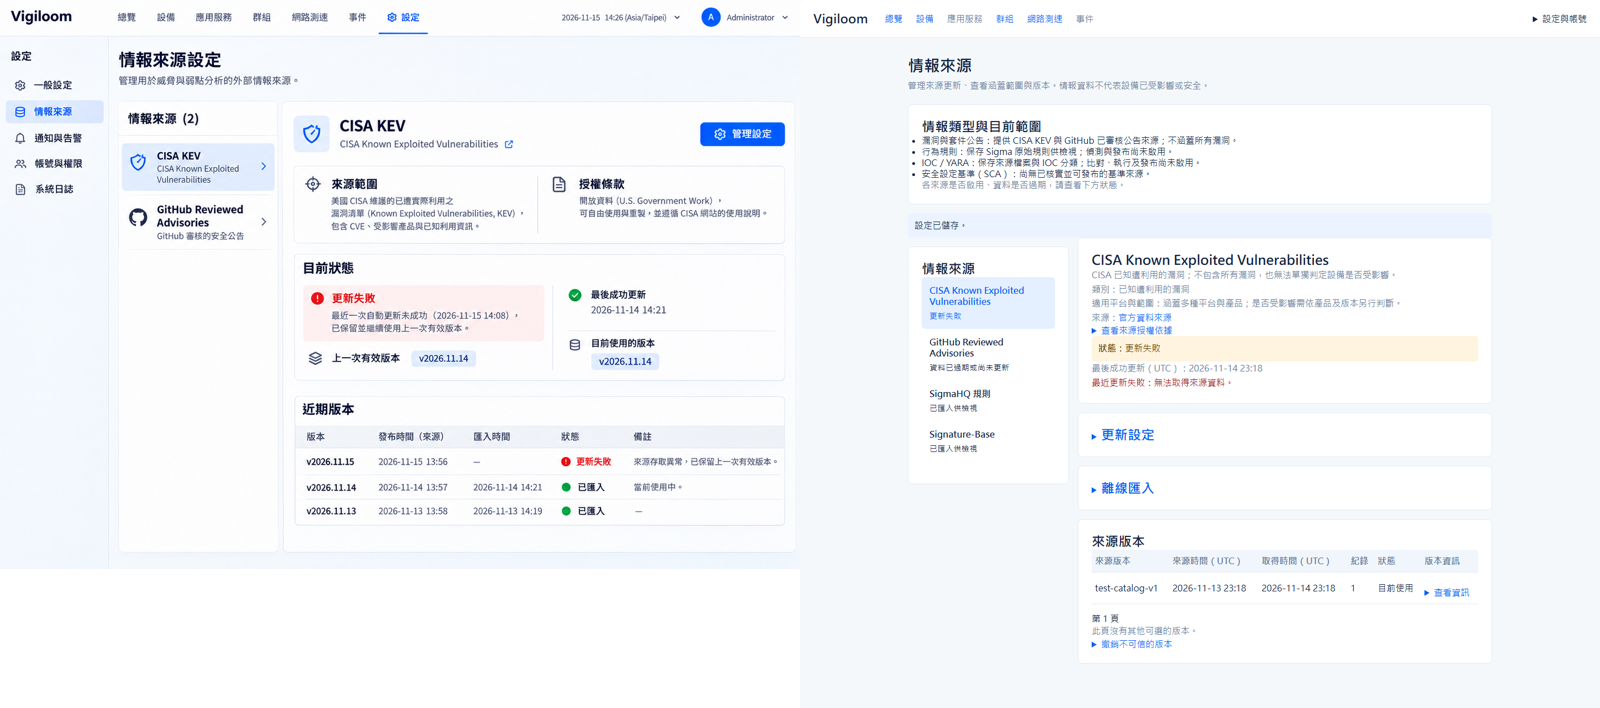 Vigiloom
總覽
設備
應用服務
群組
網路測速
事件
設定
2026-11-15 14:26 (Asia/Taipei)
A
Administrator
設定
一般設定
情報來源
通知與告警
帳號與權限
系統日誌
情報來源設定
管理用於威脅與弱點分析的外部情報來源。
情報來源 (2)
CISA KEV
CISA Known Exploited
Vulnerabilities
GitHub Reviewed
Advisories
GitHub 審核的安全公告
CISA KEV
CISA Known Exploited Vulnerabilities
管理設定
來源範圍
美國 CISA 維護的已遭實際利用之
漏洞清單 (Known Exploited Vulnerabilities, KEV)，
包含 CVE、受影響產品與已知利用資訊。
授權條款
開放資料 (U.S. Government Work)，
可自由使用與重製，並遵循 CISA 網站的使用說明。
目前狀態
更新失敗
最近一次自動更新未成功（2026-11-15 14:08），
已保留並繼續使用上一次有效版本。
上一次有效版本
v2026.11.14
最後成功更新
2026-11-14 14:21
目前使用的版本
v2026.11.14
近期版本
版本 發布時間（來源） 匯入時間 狀態 備註
v2026.11.15 2026-11-15 13:56 — 更新失敗 來源存取異常，已保留上一次有效版本。
v2026.11.14 2026-11-14 13:57 2026-11-14 14:21 已匯入 當前使用中。
v2026.11.13 2026-11-13 13:58 2026-11-13 14:19 已匯入 —
Vigiloom
總覽
設備
應用服務
群組
網路測速
事件
▶ 設定與帳號
情報來源
管理來源更新、查看涵蓋範圍與版本。情報資料不代表設備已受影響或安全。
情報類型與目前範圍
• 漏洞與套件公告：提供 CISA KEV 與 GitHub 已審核公告來源；不涵蓋所有漏洞。
• 行為規則：保存 Sigma 原始規則供檢視；偵測與發布尚未啟用。
• IOC / YARA：保存來源檔案與 IOC 分類；比對、執行及發布尚未啟用。
• 安全設定基準（SCA）：尚無已核實並可發布的基準來源。
各來源是否啟用、資料是否過期，請查看下方狀態。
設定已儲存。
情報來源
CISA Known Exploited
Vulnerabilities
更新失敗
GitHub Reviewed
Advisories
資料已過期或尚未更新
SigmaHQ 規則
已匯入供檢視
Signature-Base
已匯入供檢視
CISA Known Exploited Vulnerabilities
CISA 已知遭利用的漏洞；不包含所有漏洞，也無法單獨判定設備是否受影響。
類別：已知遭利用的漏洞
適用平台與範圍：涵蓋多種平台與產品；是否受影響需依產品及版本另行判斷。
來源：官方資料來源
▶ 查看來源授權依據
狀態：更新失敗
最後成功更新（UTC）：2026-11-14 23:18
最近更新失敗：無法取得來源資料。
▶ 更新設定
▶ 離線匯入
來源版本
來源版本 來源時間（UTC） 取得時間（UTC） 紀錄 狀態 版本資訊
test-catalog-v1 2026-11-13 23:18 2026-11-14 23:18 1 目前使用 ▶ 查看資訊
第 1 頁
此頁沒有其他可選的版本。
▶ 撤銷不可信的版本